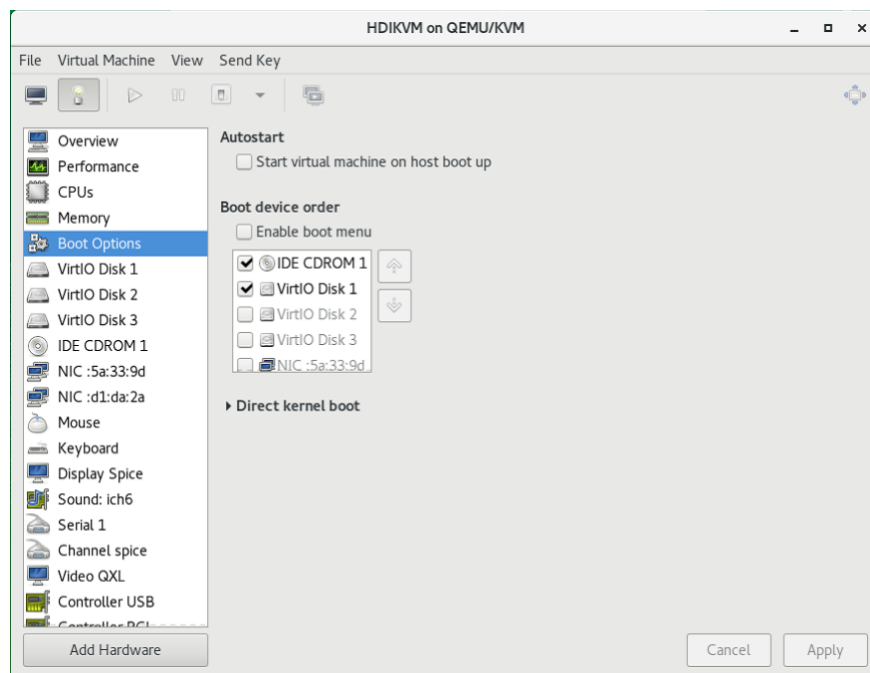 HDIKVM on QEMU/KVM
File Virtual Machine View Send Key
Overview
Performance
CPUs
Memory
Boot Options
VirtIO Disk 1
VirtIO Disk 2
VirtIO Disk 3
IDE CDROM 1
NIC :5a:33:9d
NIC :d1:da:2a
Mouse
Keyboard
Display Spice
Sound: ich6
Serial 1
Channel spice
Video QXL
Controller USB
Controller PCI
Add Hardware
Autostart
Start virtual machine on host boot up
Boot device order
Enable boot menu
IDE CDROM 1
VirtIO Disk 1
VirtIO Disk 2
VirtIO Disk 3
NIC :5a:33:9d
Direct kernel boot
Cancel Apply